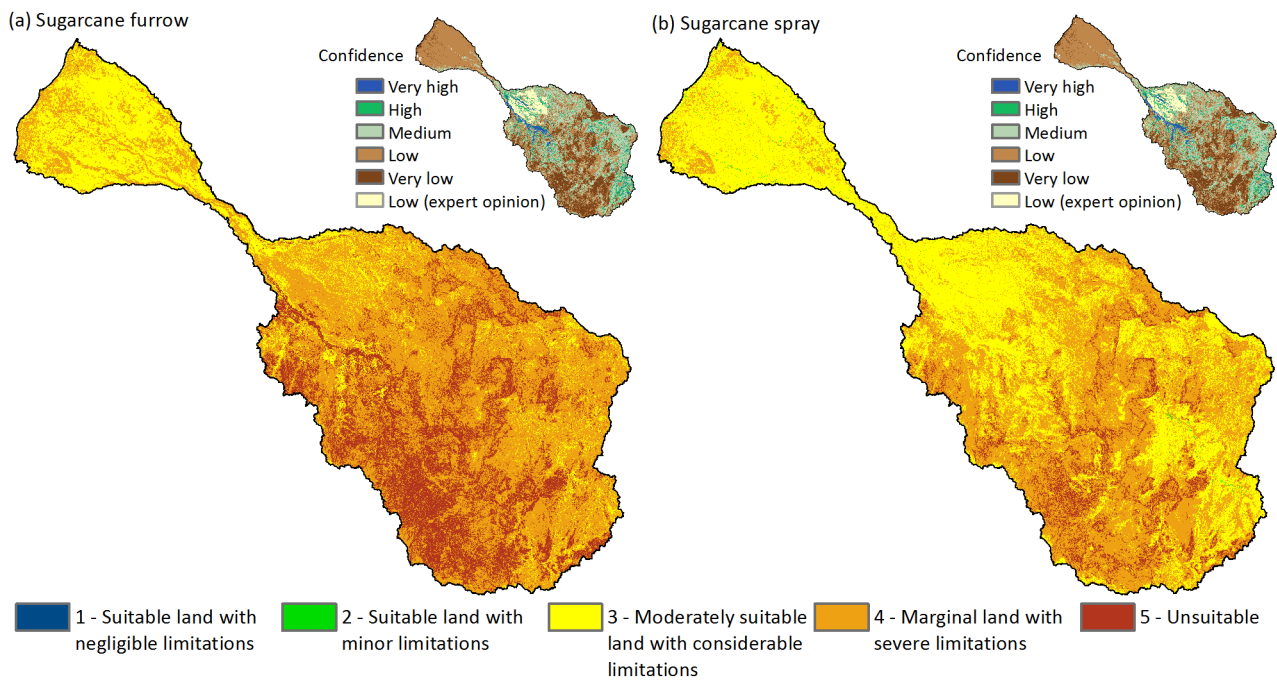 (a) Sugarcane furrow
Confidence
Very high
High
Medium
Low
Very low
Low (expert opinion)
(b) Sugarcane spray
Confidence
Very high
High
Medium
Low
Very low
Low (expert opinion)
1 - Suitable land with
negligible limitations
2 - Suitable land with
minor limitations
3 - Moderately suitable
land with considerable
limitations
4 - Marginal land with
severe limitations
5 - Unsuitable